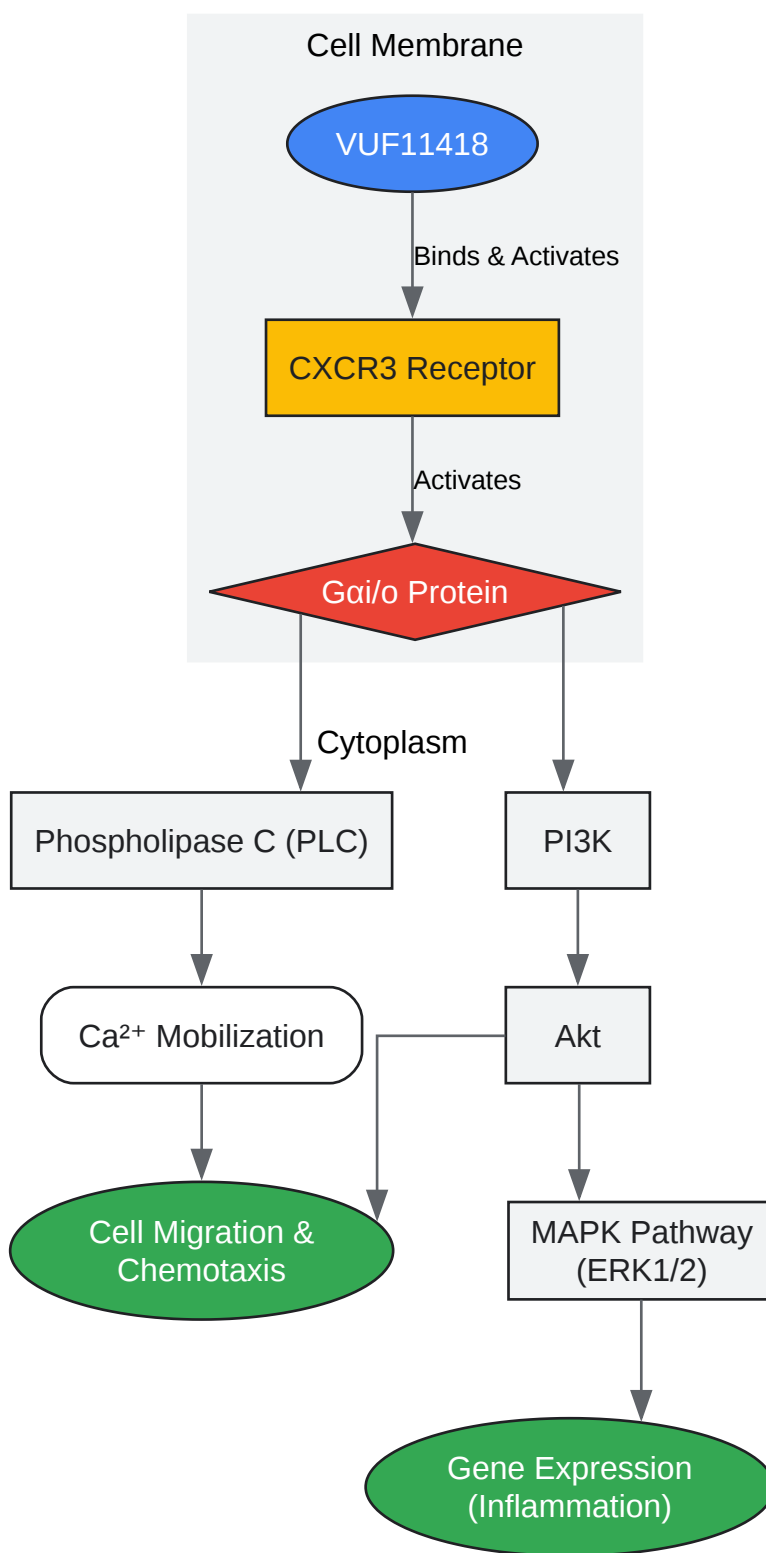 Cell Membrane
VUF11418
Binds & Activates
CXCR3 Receptor
Activates
Gαi/o Protein
Cytoplasm
Phospholipase C (PLC)
PI3K
Ca²⁺ Mobilization
Akt
Cell Migration &
Chemotaxis
MAPK Pathway
(ERK1/2)
Gene Expression
(Inflammation)